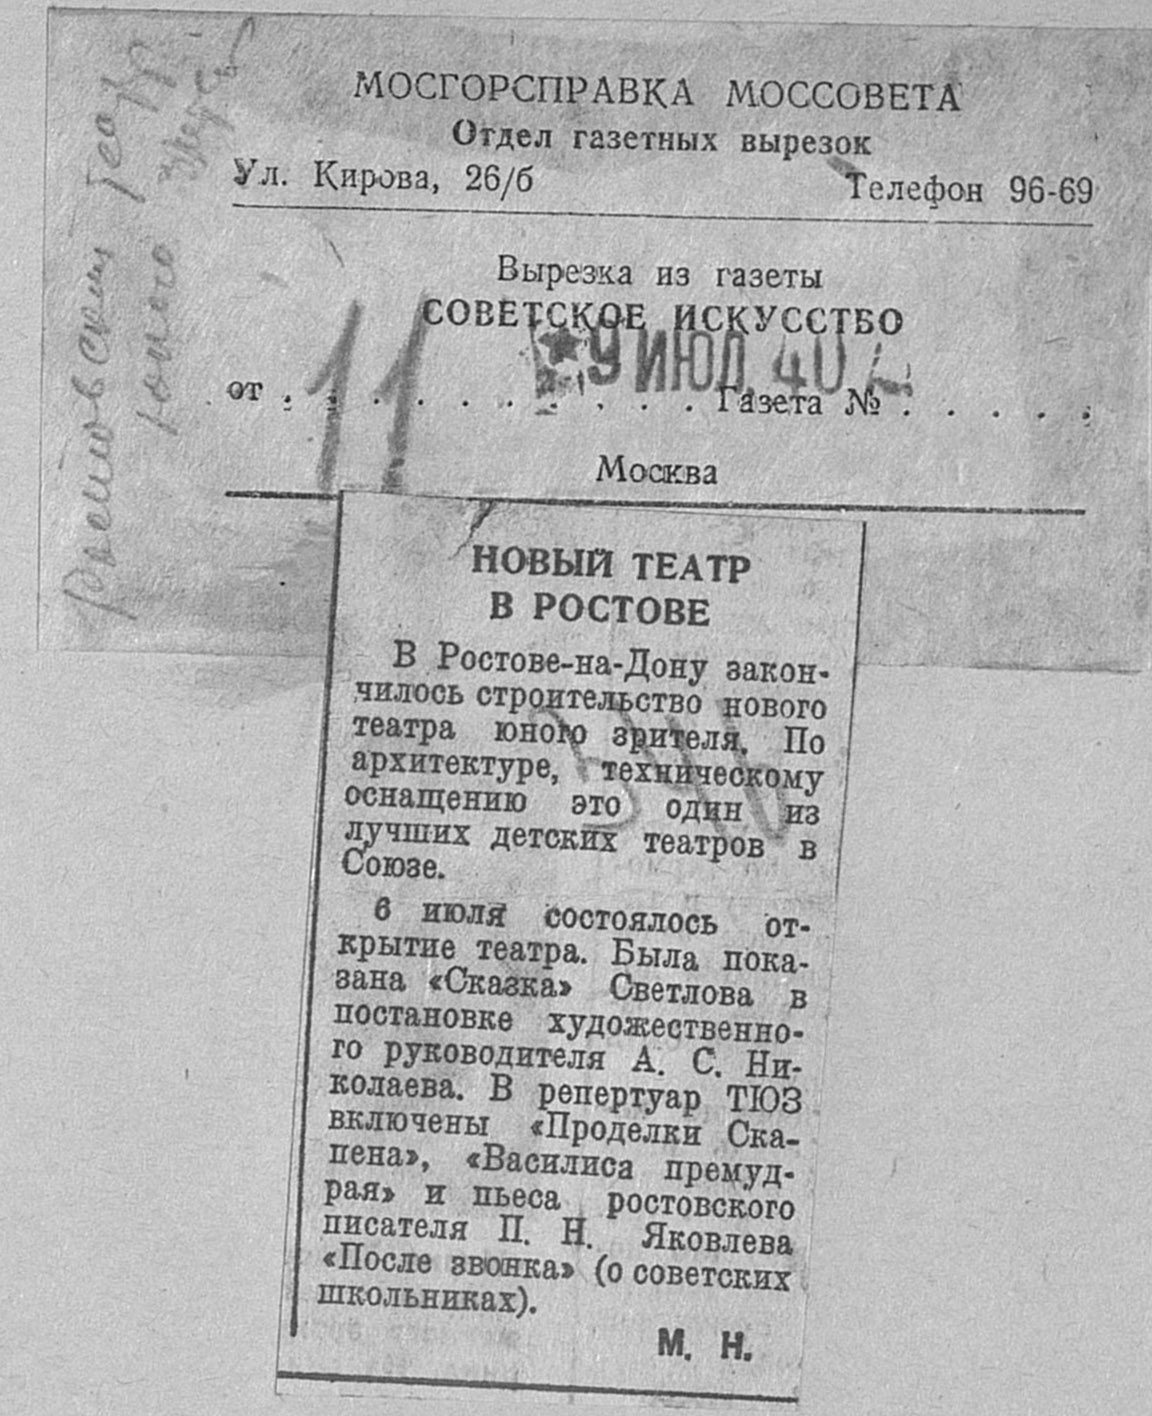 Ростовский Театр
юного
МОСГОРСПРАВКА МОССОВЕТА
Отдел газетных вырезок
Ул. Кирова, 26/б Телефон 96-69
Вырезка из газеты
СОВЕТСКОЕ ИСКУССТВО
9 ИЮЛ. 40
11
от . . . . . . . . . . . Газета № . . . . .
Москва
НОВЫЙ ТЕАТР
В РОСТОВЕ
В Ростове-на-Дону закон-
чилось строительство нового
театра юного зрителя. По
архитектуре, техническому
оснащению это один из
лучших детских театров в
Союзе.
6 июля состоялось от-
крытие театра. Была пока-
зана «Сказка» Светлова в
постановке художественно-
го руководителя А. С. Ни-
колаева. В репертуар ТЮЗ
включены «Проделки Ска-
пена», «Василиса премуд-
рая» и пьеса ростовского
писателя П. Н. Яковлева
«После звонка» (о советских
школьниках).
М. Н.